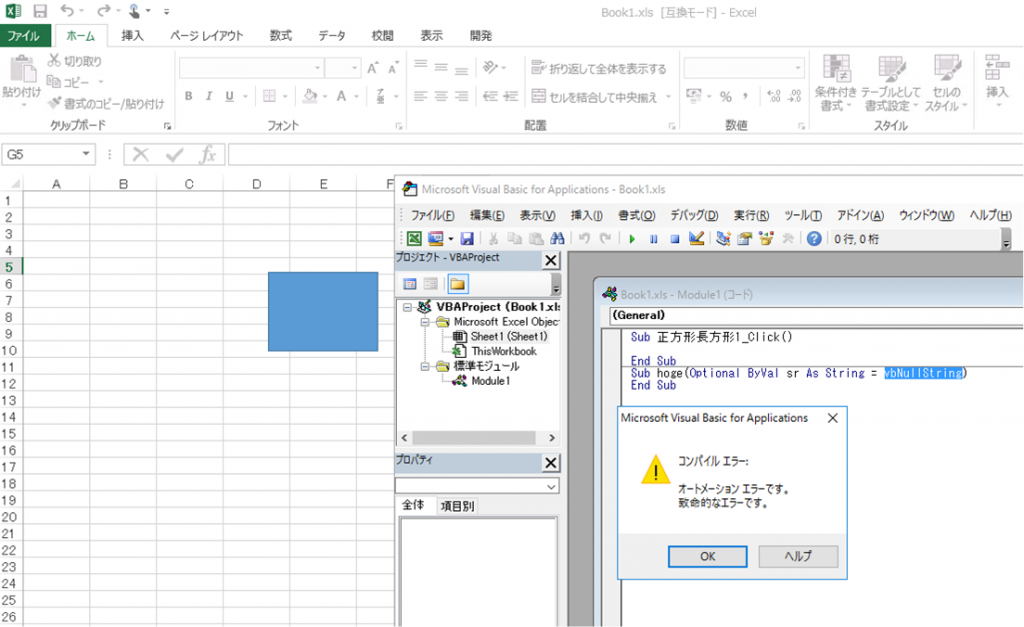 Book1.xls [互換モード] - Excel
ファイル ホーム 挿入 ページ レイアウト 数式 データ 校閲 表示 開発
貼り付け
切り取り
コピー
書式のコピー/貼り付け
クリップボード
B I U A A A
フォント
折り返して全体を表示する
セルを結合して中央揃え
配置
%
数値
条件付き書式
テーブルとして書式設定
セルのスタイル
スタイル
挿入
G5 fx
A B C D E F
1
2
3
4
5
6
7
8
9
10
11
12
13
14
15
16
17
18
19
20
21
22
23
24
25
26
Microsoft Visual Basic for Applications - Book1.xls
ファイル(F) 編集(E) 表示(V) 挿入(I) 書式(O) デバッグ(D) 実行(R) ツール(T) アドイン(A) ウィンドウ(W) ヘルプ(H)
0 行, 0 桁
プロジェクト - VBAProject
VBAProject (Book1.xls
Microsoft Excel Objec
Sheet1 (Sheet1)
ThisWorkbook
標準モジュール
Module1
プロパティ
全体 項目別
Book1.xls - Module1 (コード)
(General)
Sub 正方形長方形1_Click()
End Sub
Sub hoge(Optional ByVal sr As String = vbNullString)
End Sub
Microsoft Visual Basic for Applications
コンパイル エラー:
オートメーション エラーです。
致命的なエラーです。
OK ヘルプ